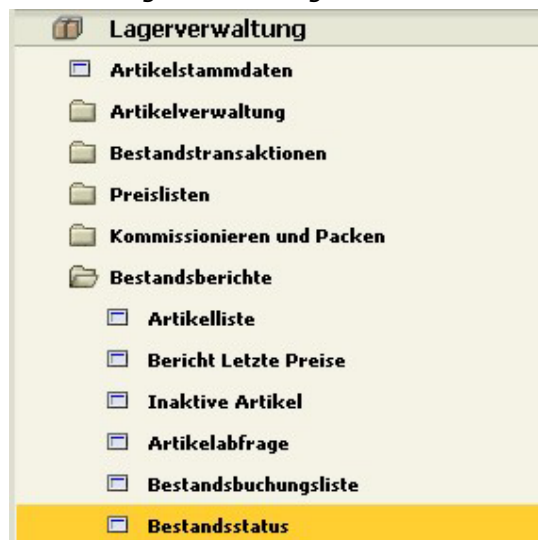 Lagerverwaltung
Artikelstammdaten
Artikelverwaltung
Bestandstransaktionen
Preislisten
Kommissionieren und Packen
Bestandsberichte
Artikelliste
Bericht Letzte Preise
Inaktive Artikel
Artikelabfrage
Bestandsbuchungsliste
Bestandsstatus